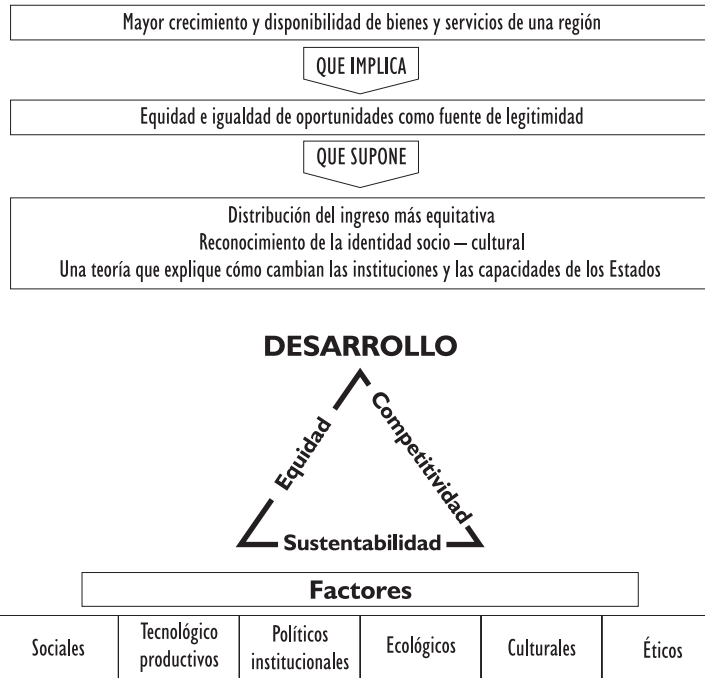 Mayor crecimiento y disponibilidad de bienes y servicios de una región
QUE IMPLICA
Equidad e igualdad de oportunidades como fuente de legitimidad
QUE SUPONE
Distribución del ingreso más equitativa
Reconocimiento de la identidad socio – cultural
Una teoría que explique cómo cambian las instituciones y las capacidades de los Estados
DESARROLLO
Equidad
Competitividad
Sustentabilidad
Factores
Sociales
Tecnológico
productivos
Políticos
institucionales
Ecológicos
Culturales
Éticos